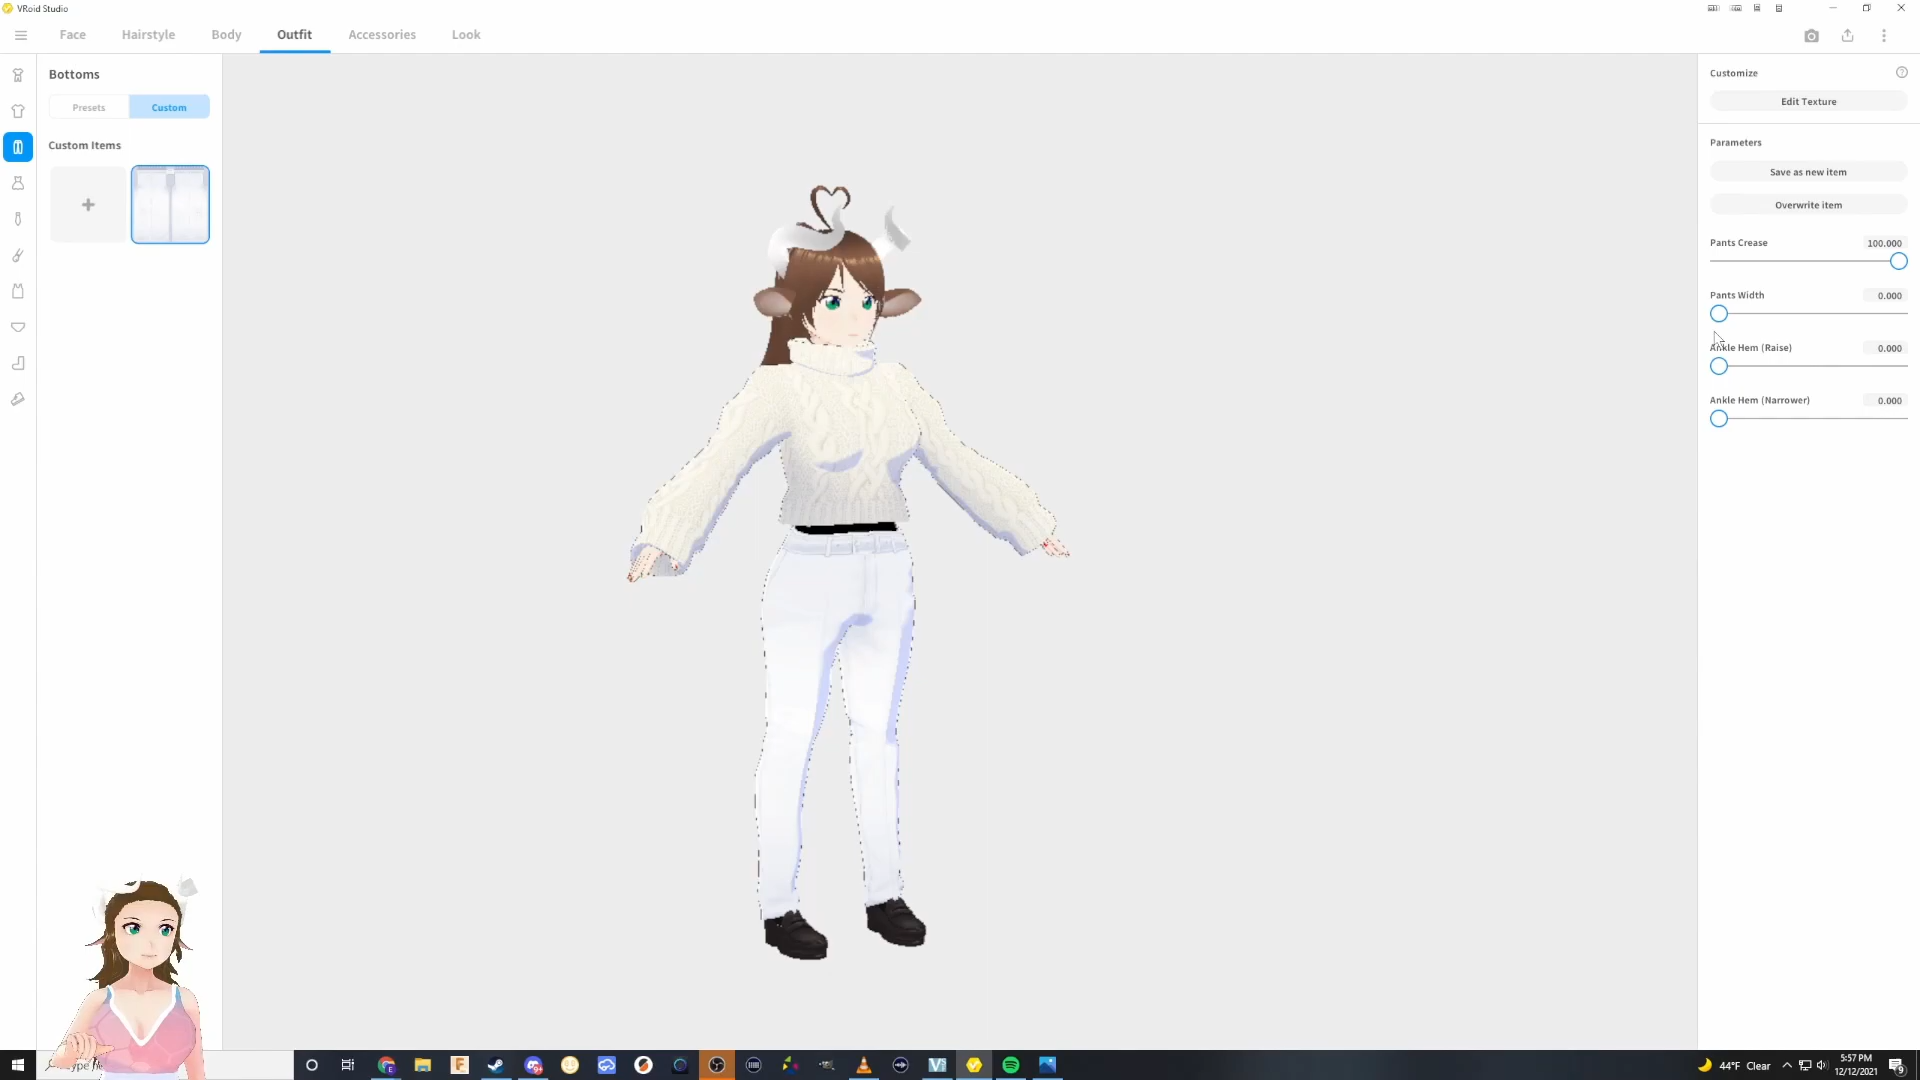 VRoid Studio
Face Hairstyle Body Outfit Accessories Look
Bottoms
Presets Custom
Custom Items
Customize
Edit Texture
Parameters
Save as new item
Overwrite item
Pants Crease 100.000
Pants Width 0.000
Ankle Hem (Raise) 0.000
Ankle Hem (Narrower) 0.000
44°F Clear
5:57 PM
12/12/2021